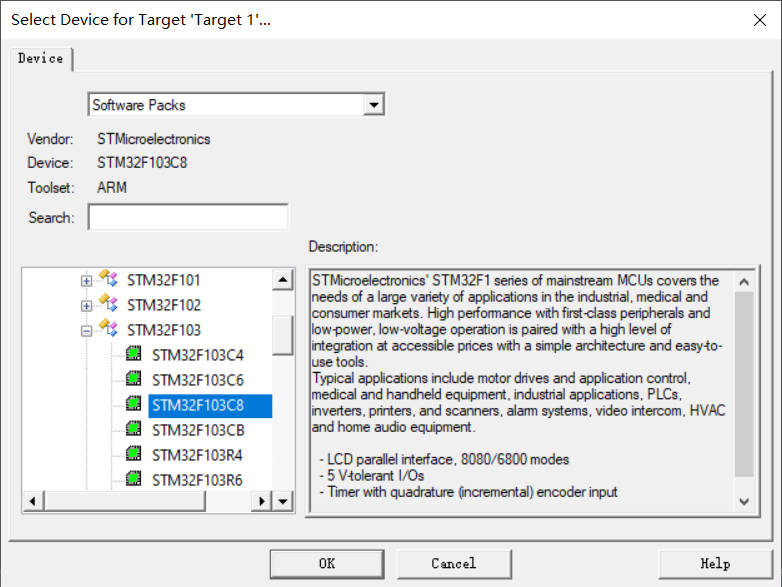 Select Device for Target 'Target 1'...
Device
Software Packs
Vendor: STMicroelectronics
Device: STM32F103C8
Toolset: ARM
Search:
Description:
STM32F101
STM32F102
STM32F103
STM32F103C4
STM32F103C6
STM32F103C8
STM32F103CB
STM32F103R4
STM32F103R6
STMicroelectronics' STM32F1 series of mainstream MCUs covers the
needs of a large variety of applications in the industrial, medical and
consumer markets. High performance with first-class peripherals and
low-power, low-voltage operation is paired with a high level of
integration at accessible prices with a simple architecture and easy-to-
use tools.
Typical applications include motor drives and application control,
medical and handheld equipment, industrial applications, PLCs,
inverters, printers, and scanners, alarm systems, video intercom, HVAC
and home audio equipment.
- LCD parallel interface, 8080/6800 modes
- 5 V-tolerant I/Os
- Timer with quadrature (incremental) encoder input
OK Cancel Help